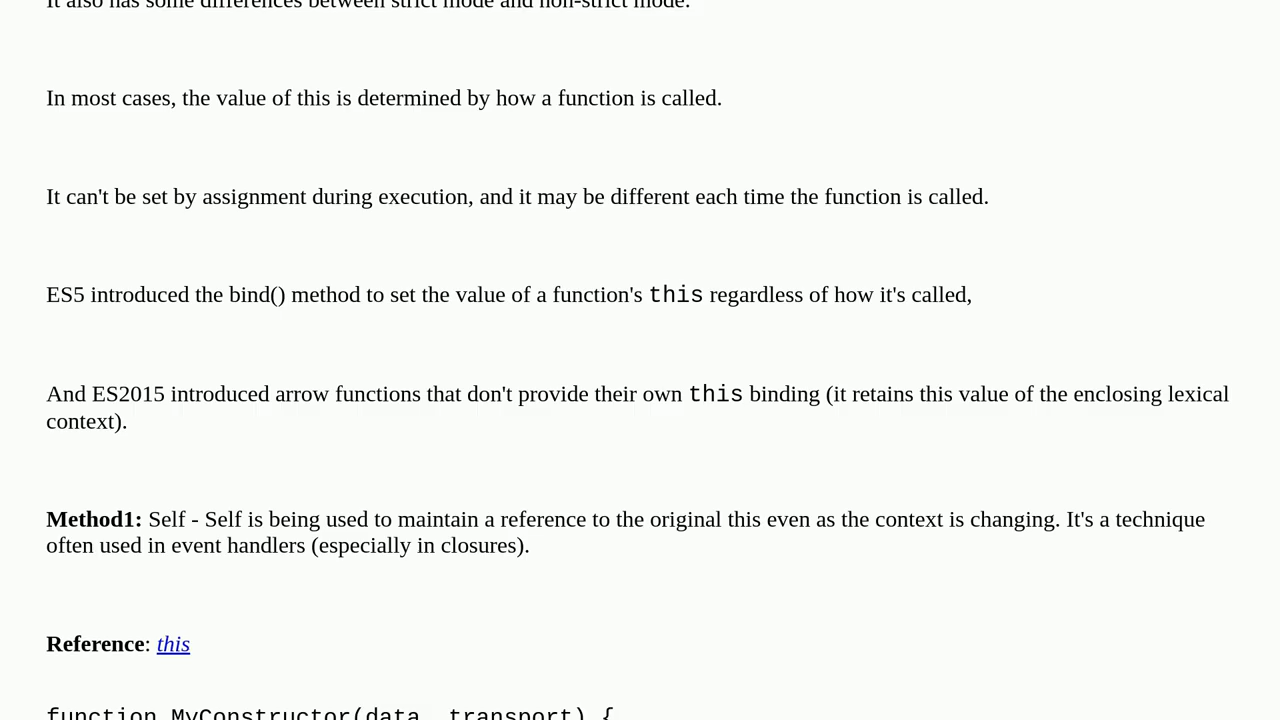 It also has some differences between strict mode and non-strict mode.
In most cases, the value of this is determined by how a function is called.
It can't be set by assignment during execution, and it may be different each time the function is called.
ES5 introduced the bind() method to set the value of a function's this regardless of how it's called,
And ES2015 introduced arrow functions that don't provide their own this binding (it retains this value of the enclosing lexical
context).
Method1: Self - Self is being used to maintain a reference to the original this even as the context is changing. It's a technique
often used in event handlers (especially in closures).
Reference: this
function MyConstructor(data, transport) {